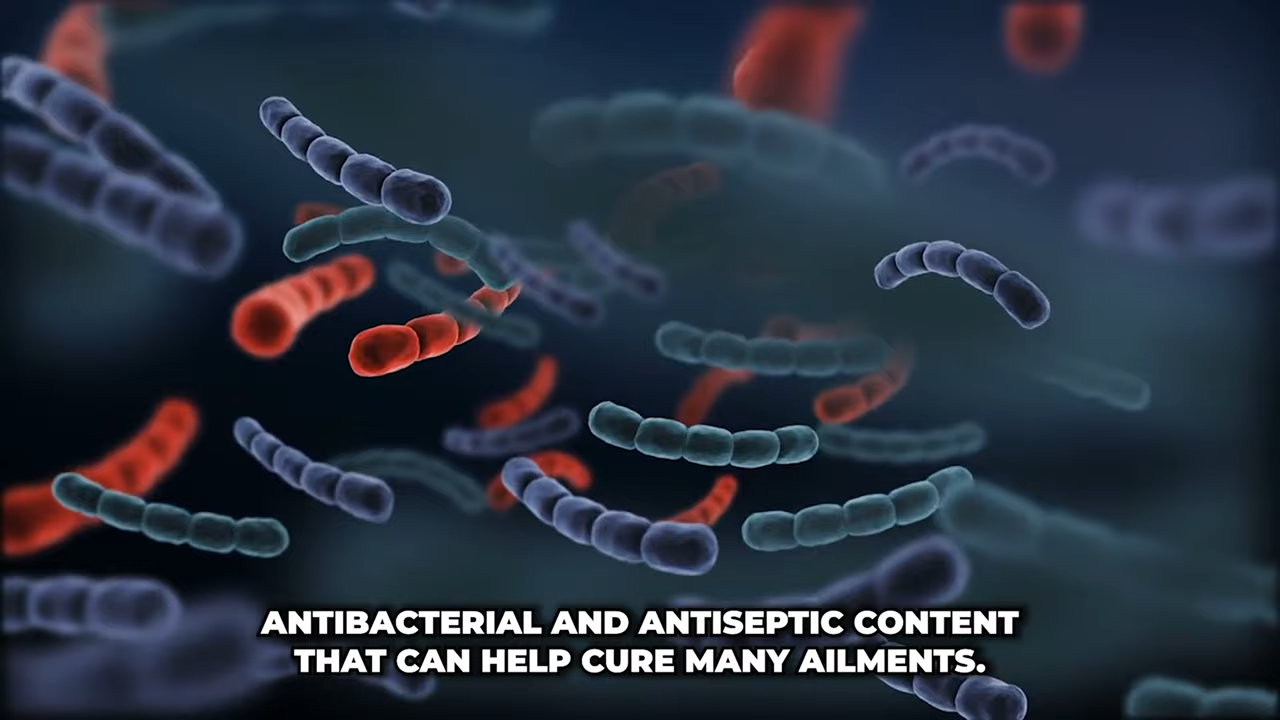 ANTIBACTERIAL AND ANTISEPTIC CONTENT
THAT CAN HELP CURE MANY AILMENTS.